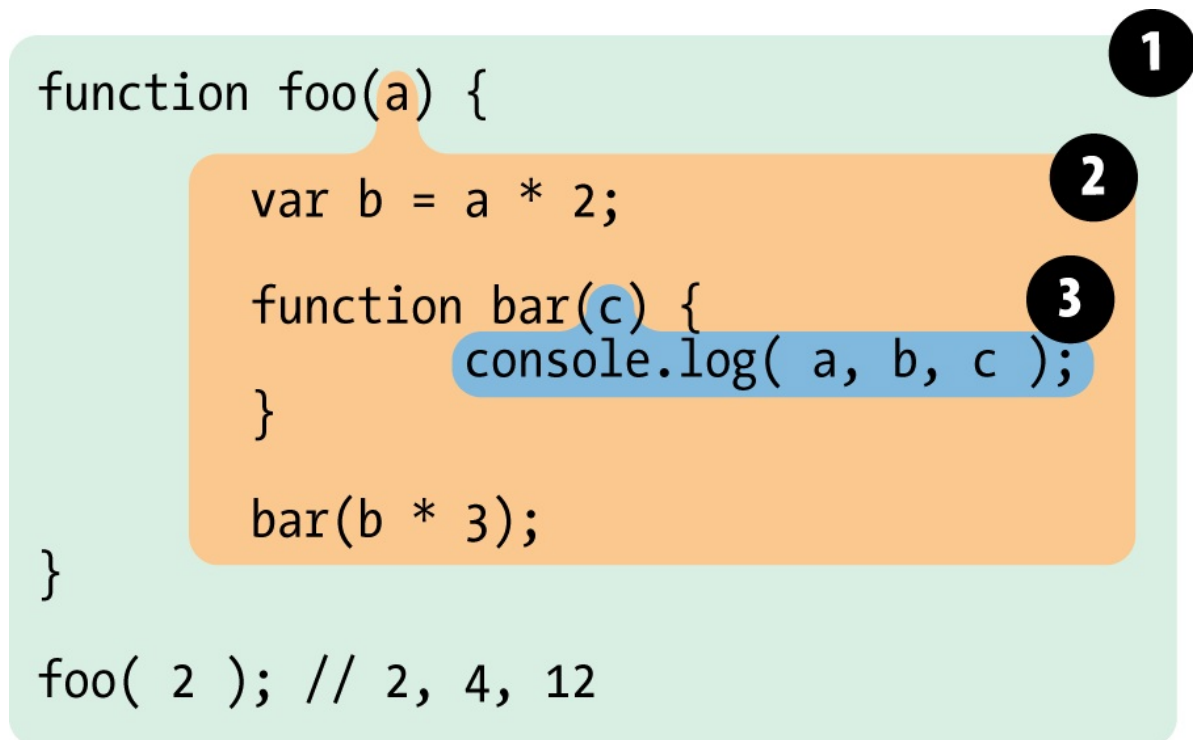 1
function foo(a) {
2
var b = a * 2;
function bar(c) {
3
console.log( a, b, c );
}
bar(b * 3);
}
foo( 2 ); // 2, 4, 12